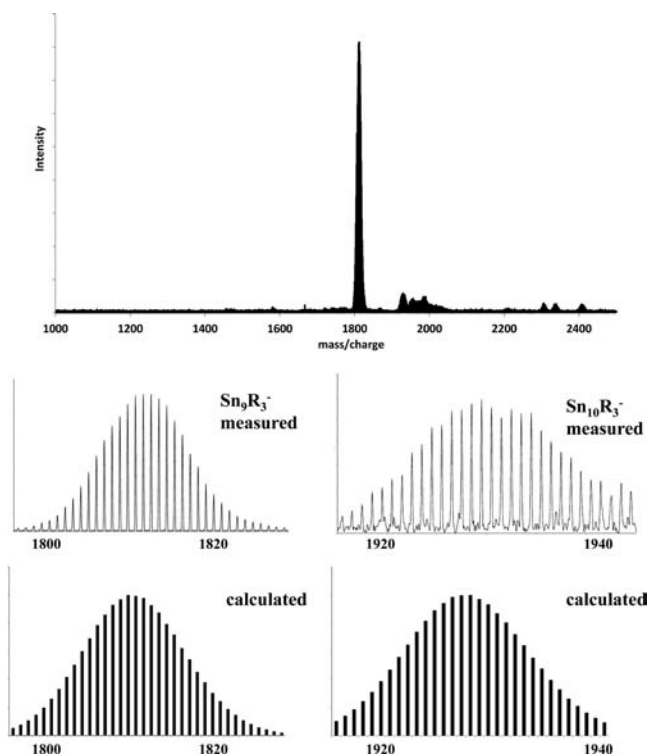 Intensity
1000 1200 1400 1600 1800 2000 2200 2400
mass/charge
Sn₉R₃⁻
measured
1800 1820
Sn₁₀R₃⁻
measured
1920 1940
calculated
1800 1820
calculated
1920 1940